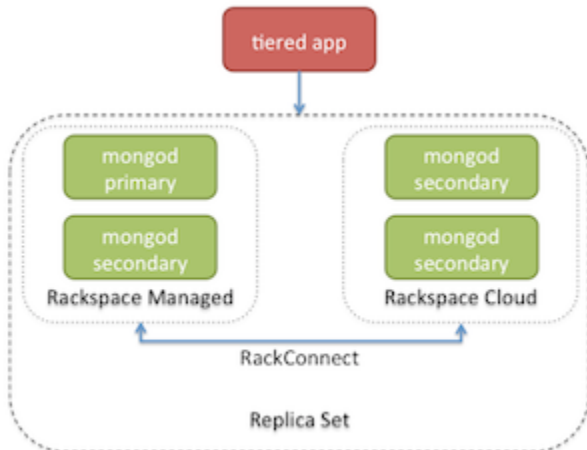 tiered app
mongod
primary
mongod
secondary
Rackspace Managed
mongod
secondary
mongod
secondary
Rackspace Cloud
RackConnect
Replica Set